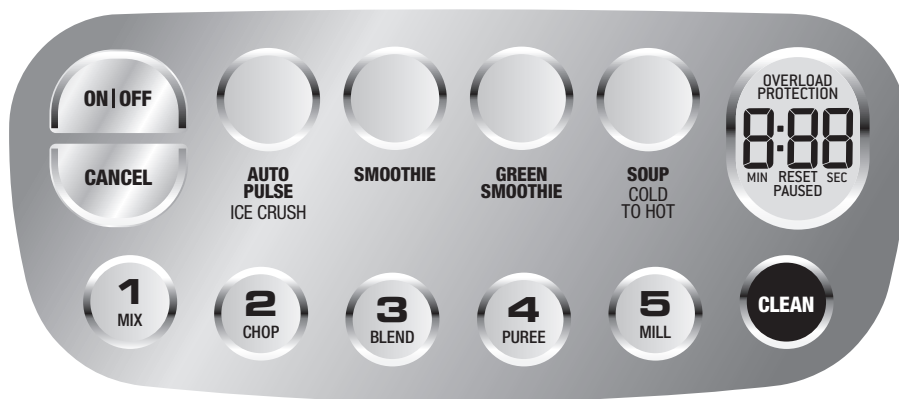 ON|OFF
CANCEL
AUTO
PULSE
ICE CRUSH
SMOOTHIE
GREEN
SMOOTHIE
SOUP
COLD
TO HOT
OVERLOAD
PROTECTION
8:88
MIN RESET SEC
PAUSED
1
MIX
2
CHOP
3
BLEND
4
PUREE
5
MILL
CLEAN